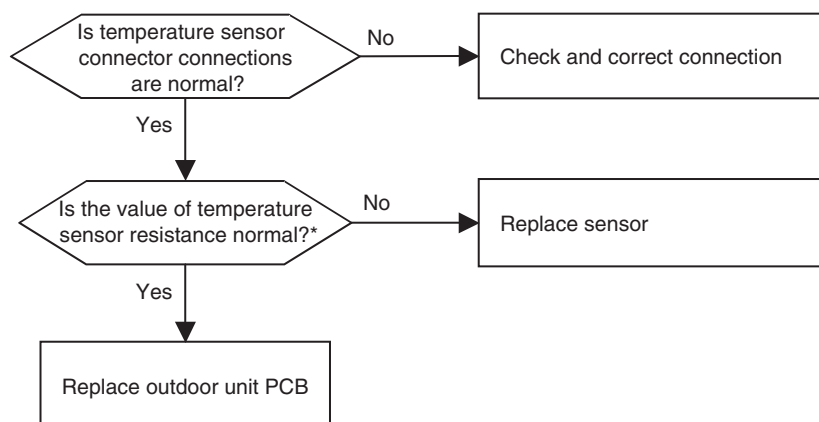 Is temperature sensor
connector connections
are normal?
No
Check and correct connection
Yes
Is the value of temperature
sensor resistance normal?*
No
Replace sensor
Yes
Replace outdoor unit PCB